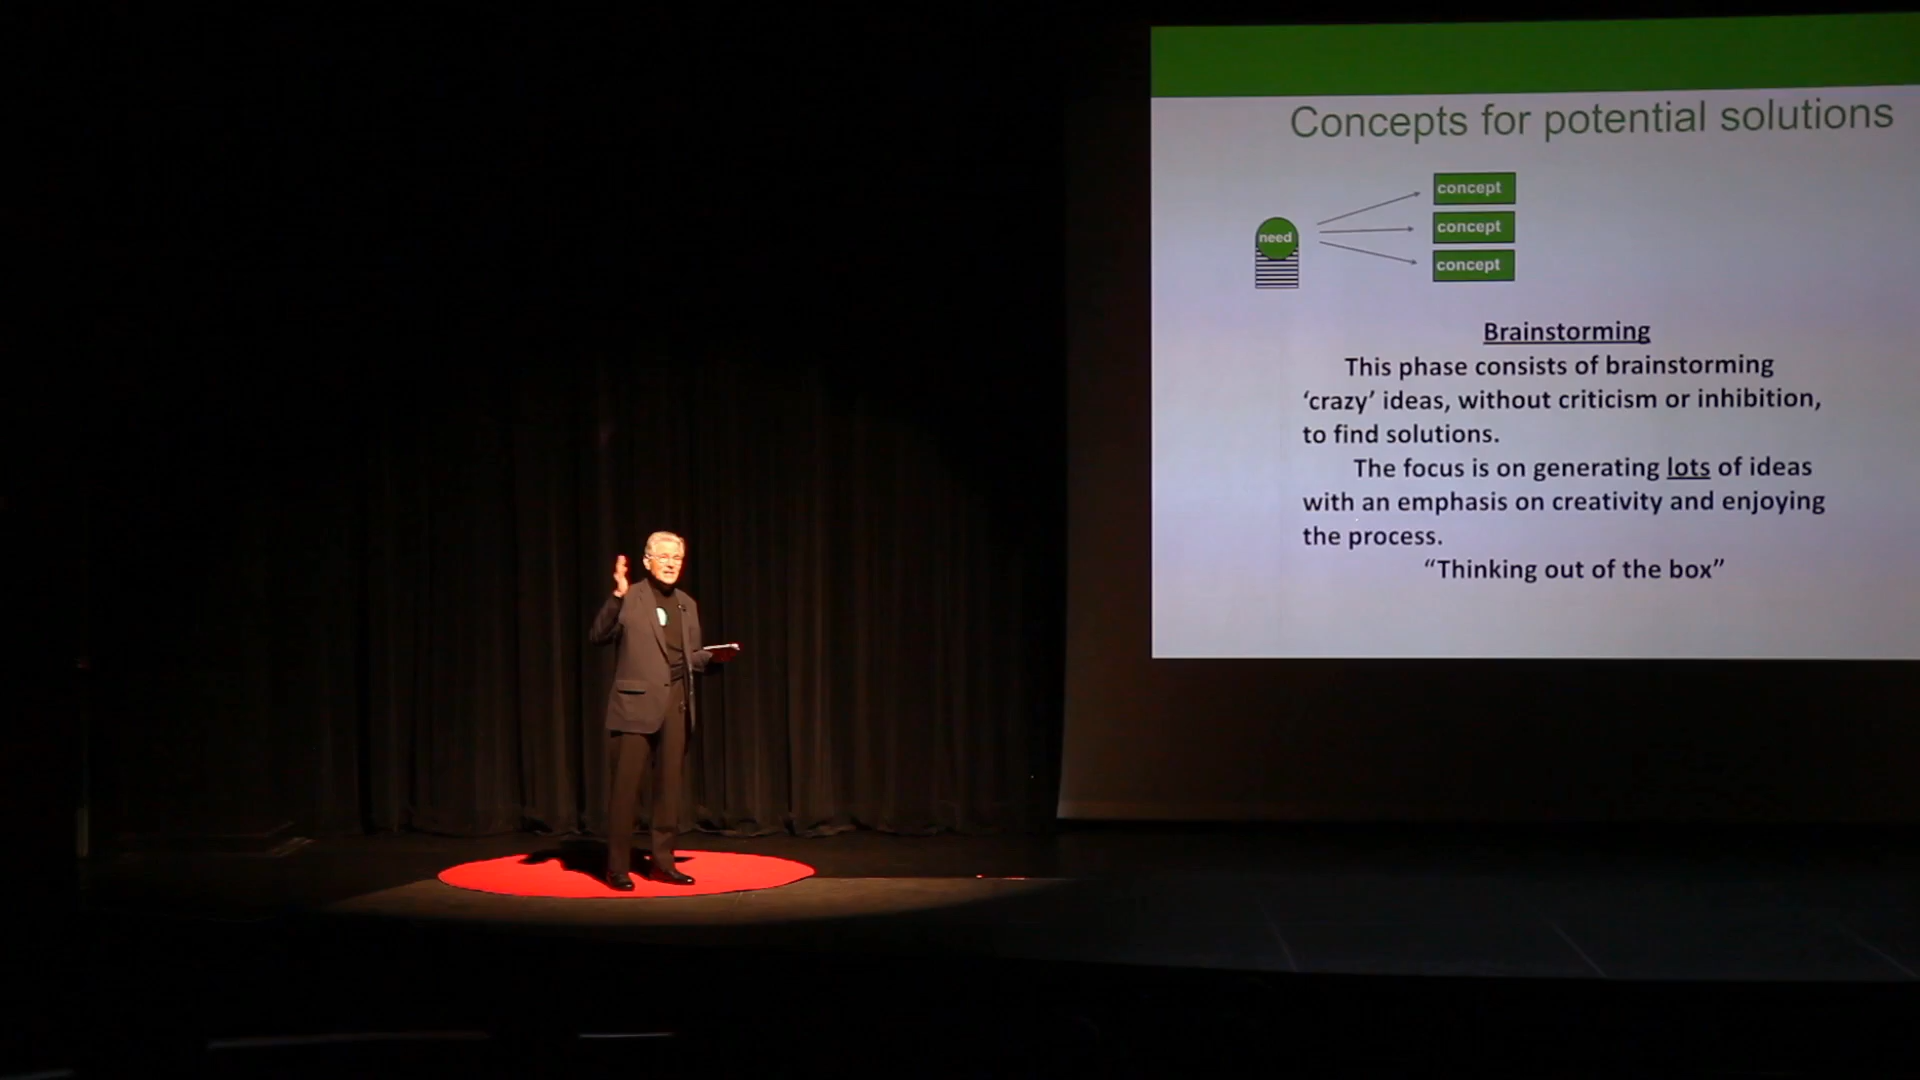 Concepts for potential solutions
concept
need
concept
concept
Brainstorming
This phase consists of brainstorming
‘crazy’ ideas, without criticism or inhibition,
to find solutions.
The focus is on generating lots of ideas
with an emphasis on creativity and enjoying
the process.
“Thinking out of the box”